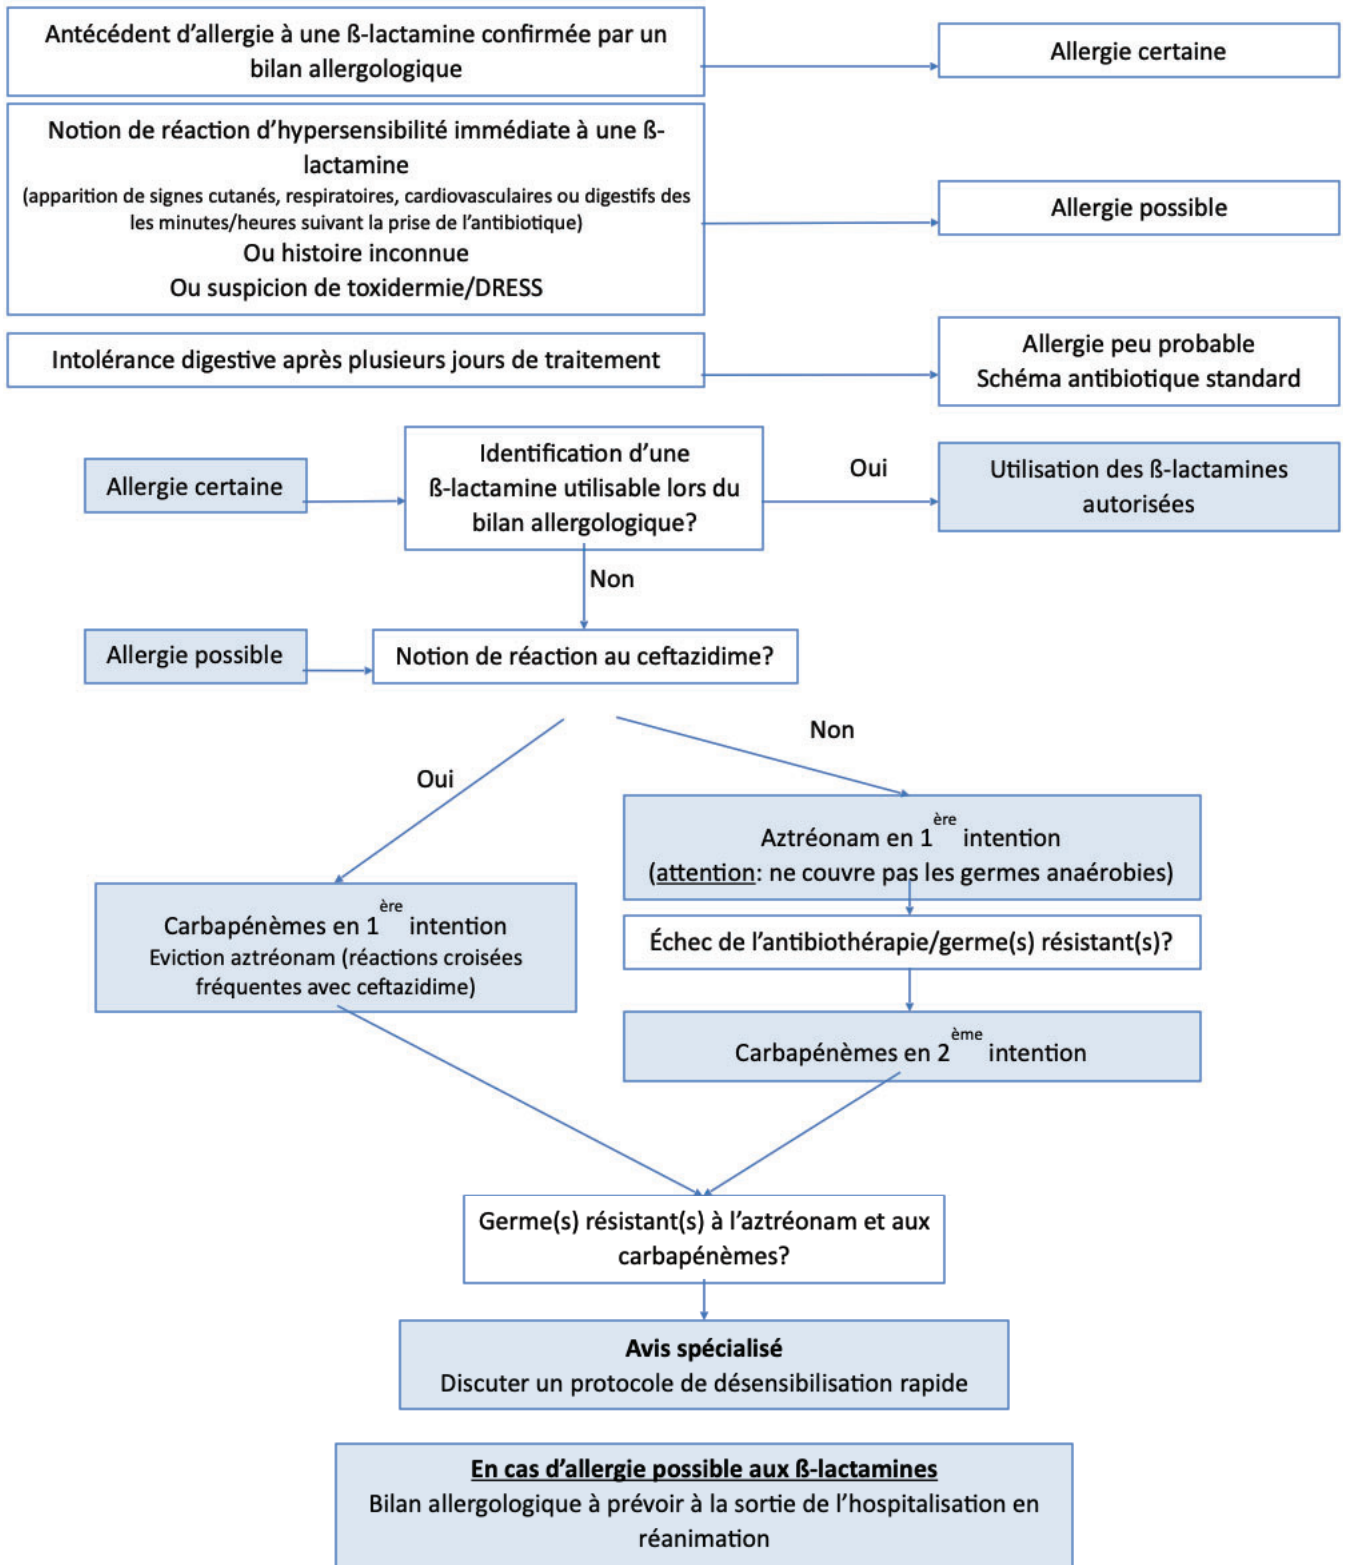 Antécédent d’allergie à une ß-lactamine confirmée par un
bilan allergologique
Allergie certaine
Notion de réaction d’hypersensibilité immédiate à une ß-
lactamine
(apparition de signes cutanés, respiratoires, cardiovasculaires ou digestifs des
les minutes/heures suivant la prise de l’antibiotique)
Ou histoire inconnue
Ou suspicion de toxidermie/DRESS
Allergie possible
Intolérance digestive après plusieurs jours de traitement
Allergie peu probable
Schéma antibiotique standard
Allergie certaine
Identification d’une
ß-lactamine utilisable lors du
bilan allergologique?
Oui
Utilisation des ß-lactamines
autorisées
Non
Allergie possible
Notion de réaction au ceftazidime?
Non
Oui
Aztréonam en 1ère intention
(attention: ne couvre pas les germes anaérobies)
Carbapénèmes en 1ère intention
Eviction aztréonam (réactions croisées
fréquentes avec ceftazidime)
Échec de l’antibiothérapie/germe(s) résistant(s)?
Carbapénèmes en 2ème intention
Germe(s) résistant(s) à l’aztréonam et aux
carbapénèmes?
Avis spécialisé
Discuter un protocole de désensibilisation rapide
En cas d’allergie possible aux ß-lactamines
Bilan allergologique à prévoir à la sortie de l’hospitalisation en
réanimation